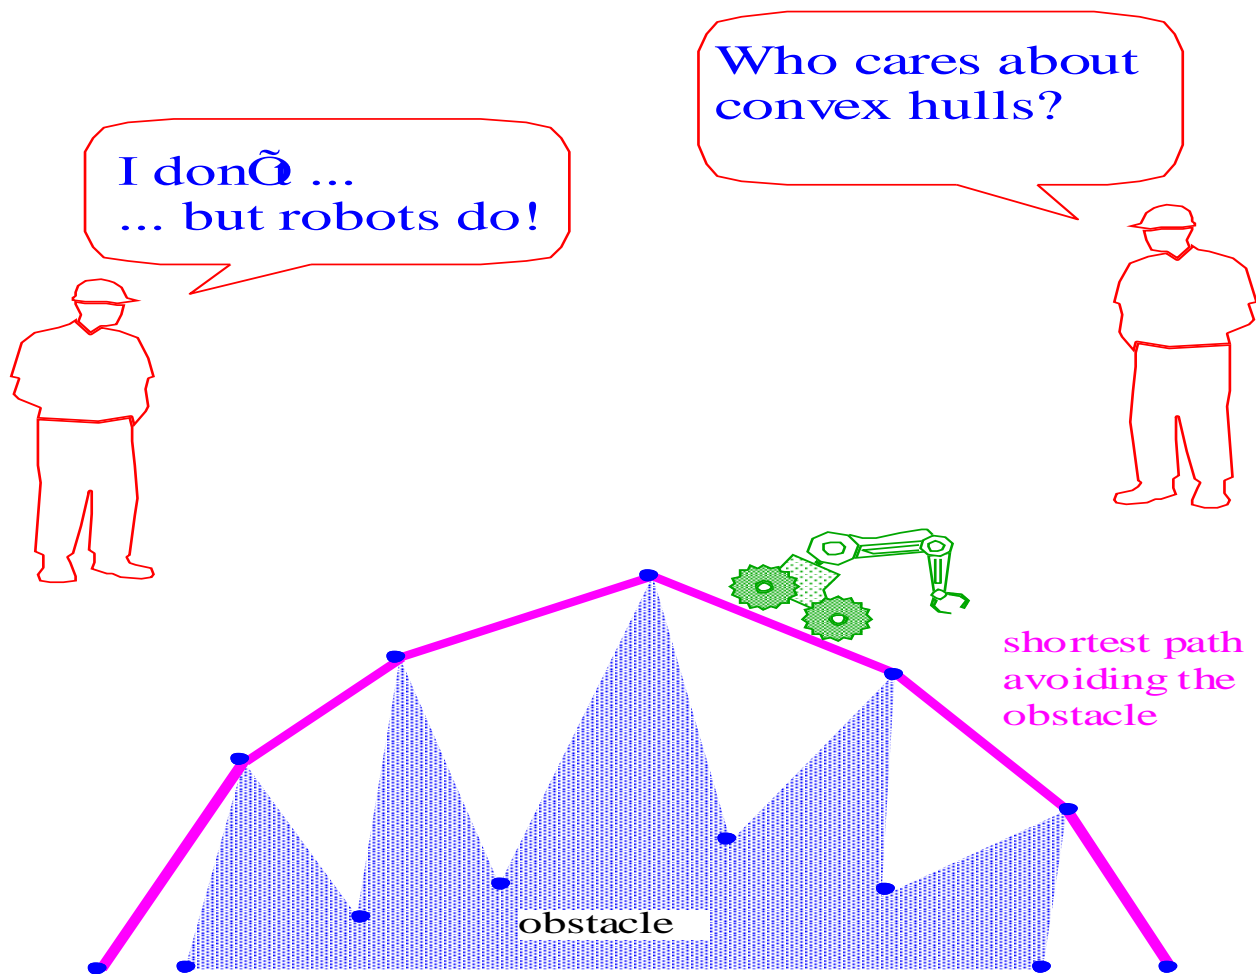 Who cares about
convex hulls?
I donÕt ...
... but robots do!
shortest path
avoiding the
obstacle
obstacle